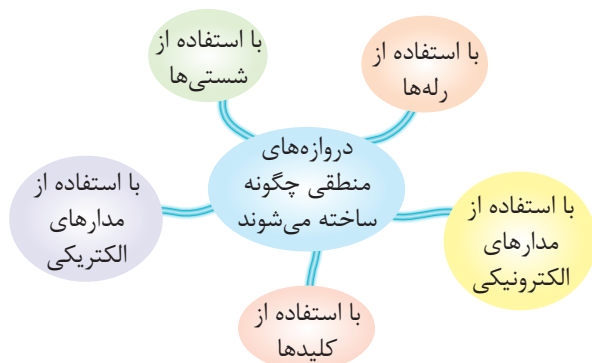 دروازه‌های
منطقی چگونه
ساخته می‌شوند
با استفاده از
رله‌ها
با استفاده از
شستی‌ها
با استفاده از
مدارهای
الکترونیکی
با استفاده از
مدارهای
الکتریکی
با استفاده از
کلیدها